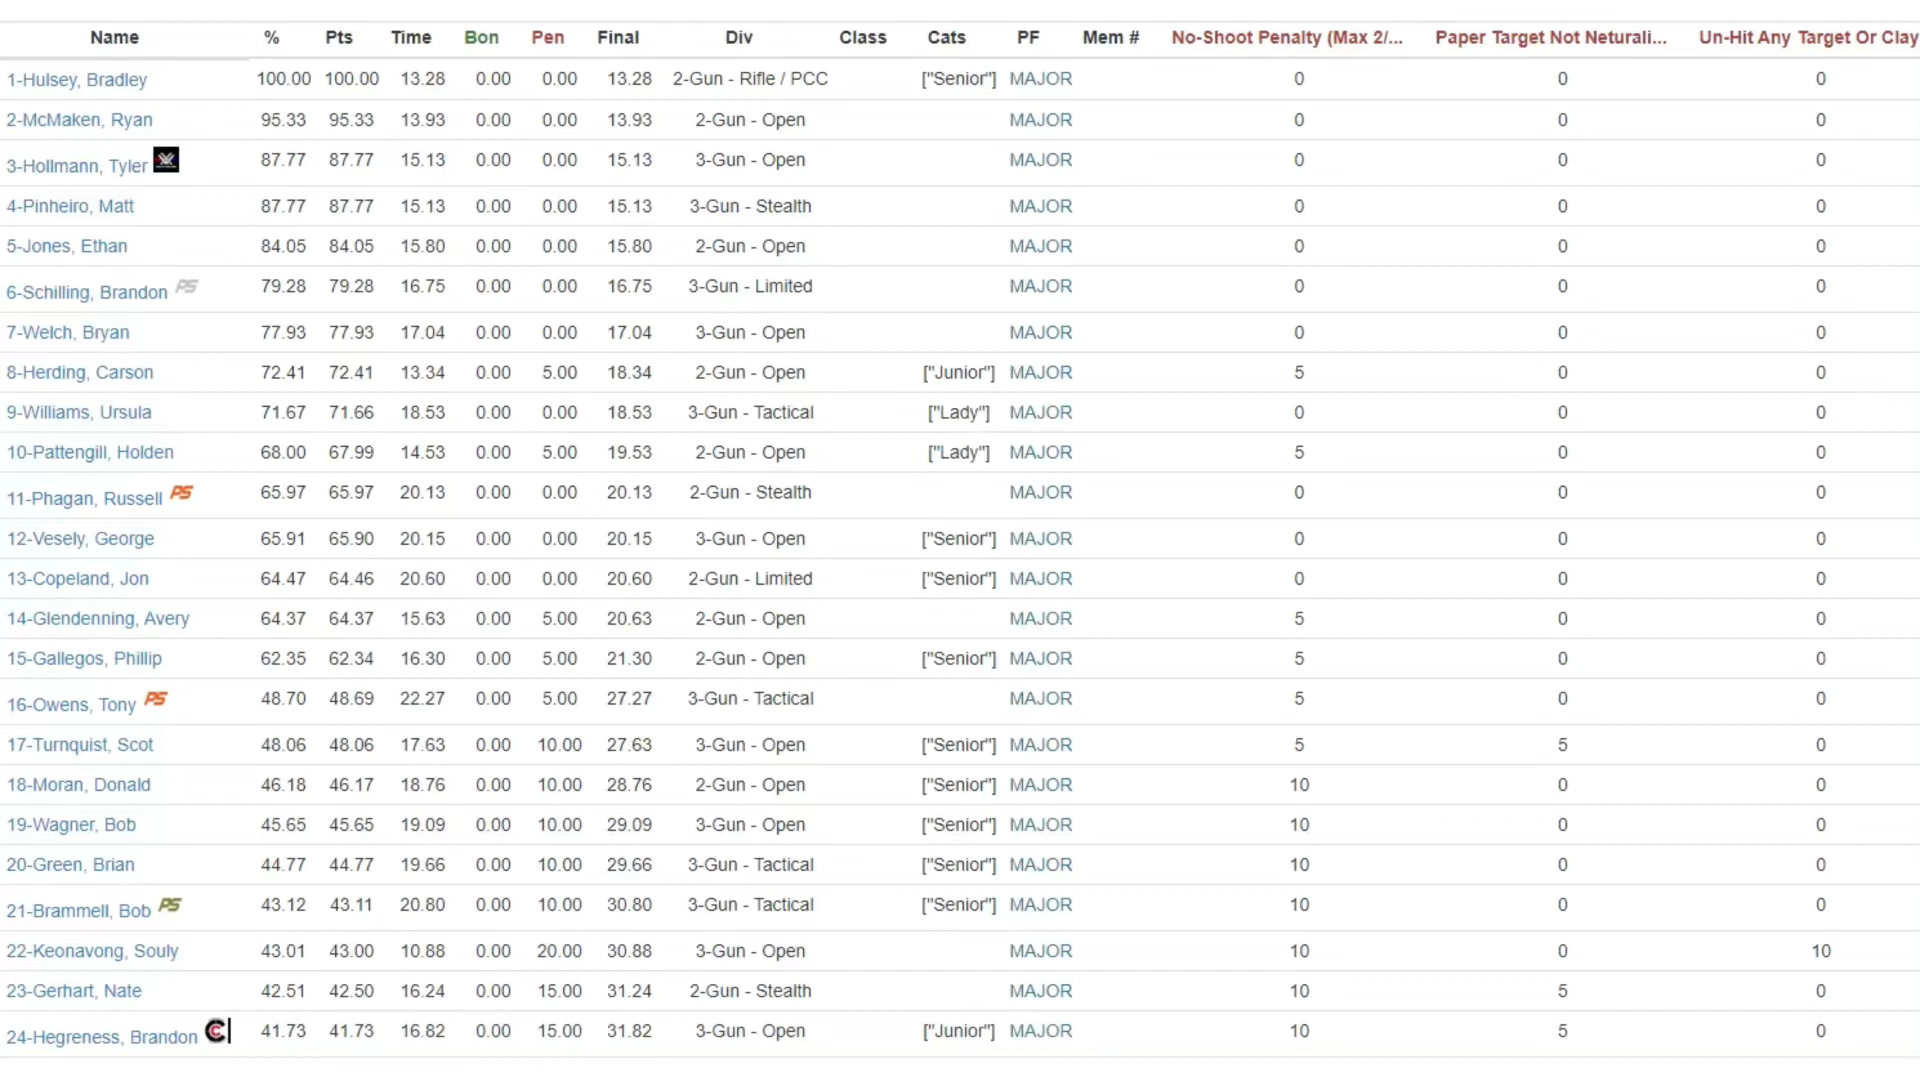 Name % Pts Time Bon Pen Final Div Class Cats PF Mem # No-Shoot Penalty (Max 2/... Paper Target Not Neturali... Un-Hit Any Target Or Clay
1-Hulsey, Bradley 100.00 100.00 13.28 0.00 0.00 13.28 2-Gun - Rifle / PCC ["Senior"] MAJOR 0 0 0
2-McMaken, Ryan 95.33 95.33 13.93 0.00 0.00 13.93 2-Gun - Open MAJOR 0 0 0
3-Hollmann, Tyler 87.77 87.77 15.13 0.00 0.00 15.13 3-Gun - Open MAJOR 0 0 0
4-Pinheiro, Matt 87.77 87.77 15.13 0.00 0.00 15.13 3-Gun - Stealth MAJOR 0 0 0
5-Jones, Ethan 84.05 84.05 15.80 0.00 0.00 15.80 2-Gun - Open MAJOR 0 0 0
6-Schilling, Brandon PS 79.28 79.28 16.75 0.00 0.00 16.75 3-Gun - Limited MAJOR 0 0 0
7-Welch, Bryan 77.93 77.93 17.04 0.00 0.00 17.04 3-Gun - Open MAJOR 0 0 0
8-Herding, Carson 72.41 72.41 13.34 0.00 5.00 18.34 2-Gun - Open ["Junior"] MAJOR 5 0 0
9-Williams, Ursula 71.67 71.66 18.53 0.00 0.00 18.53 3-Gun - Tactical ["Lady"] MAJOR 0 0 0
10-Pattengill, Holden 68.00 67.99 14.53 0.00 5.00 19.53 2-Gun - Open ["Lady"] MAJOR 5 0 0
11-Phagan, Russell PS 65.97 65.97 20.13 0.00 0.00 20.13 2-Gun - Stealth MAJOR 0 0 0
12-Vesely, George 65.91 65.90 20.15 0.00 0.00 20.15 3-Gun - Open ["Senior"] MAJOR 0 0 0
13-Copeland, Jon 64.47 64.46 20.60 0.00 0.00 20.60 2-Gun - Limited ["Senior"] MAJOR 0 0 0
14-Glendenning, Avery 64.37 64.37 15.63 0.00 5.00 20.63 2-Gun - Open MAJOR 5 0 0
15-Gallegos, Phillip 62.35 62.34 16.30 0.00 5.00 21.30 2-Gun - Open ["Senior"] MAJOR 5 0 0
16-Owens, Tony PS 48.70 48.69 22.27 0.00 5.00 27.27 3-Gun - Tactical MAJOR 5 0 0
17-Turnquist, Scot 48.06 48.06 17.63 0.00 10.00 27.63 3-Gun - Open ["Senior"] MAJOR 5 5 0
18-Moran, Donald 46.18 46.17 18.76 0.00 10.00 28.76 2-Gun - Open ["Senior"] MAJOR 10 0 0
19-Wagner, Bob 45.65 45.65 19.09 0.00 10.00 29.09 3-Gun - Open ["Senior"] MAJOR 10 0 0
20-Green, Brian 44.77 44.77 19.66 0.00 10.00 29.66 3-Gun - Tactical ["Senior"] MAJOR 10 0 0
21-Brammell, Bob PS 43.12 43.11 20.80 0.00 10.00 30.80 3-Gun - Tactical ["Senior"] MAJOR 10 0 0
22-Keonavong, Souly 43.01 43.00 10.88 0.00 20.00 30.88 3-Gun - Open MAJOR 10 0 10
23-Gerhart, Nate 42.51 42.50 16.24 0.00 15.00 31.24 2-Gun - Stealth MAJOR 10 5 0
24-Hegreness, Brandon 41.73 41.73 16.82 0.00 15.00 31.82 3-Gun - Open ["Junior"] MAJOR 10 5 0